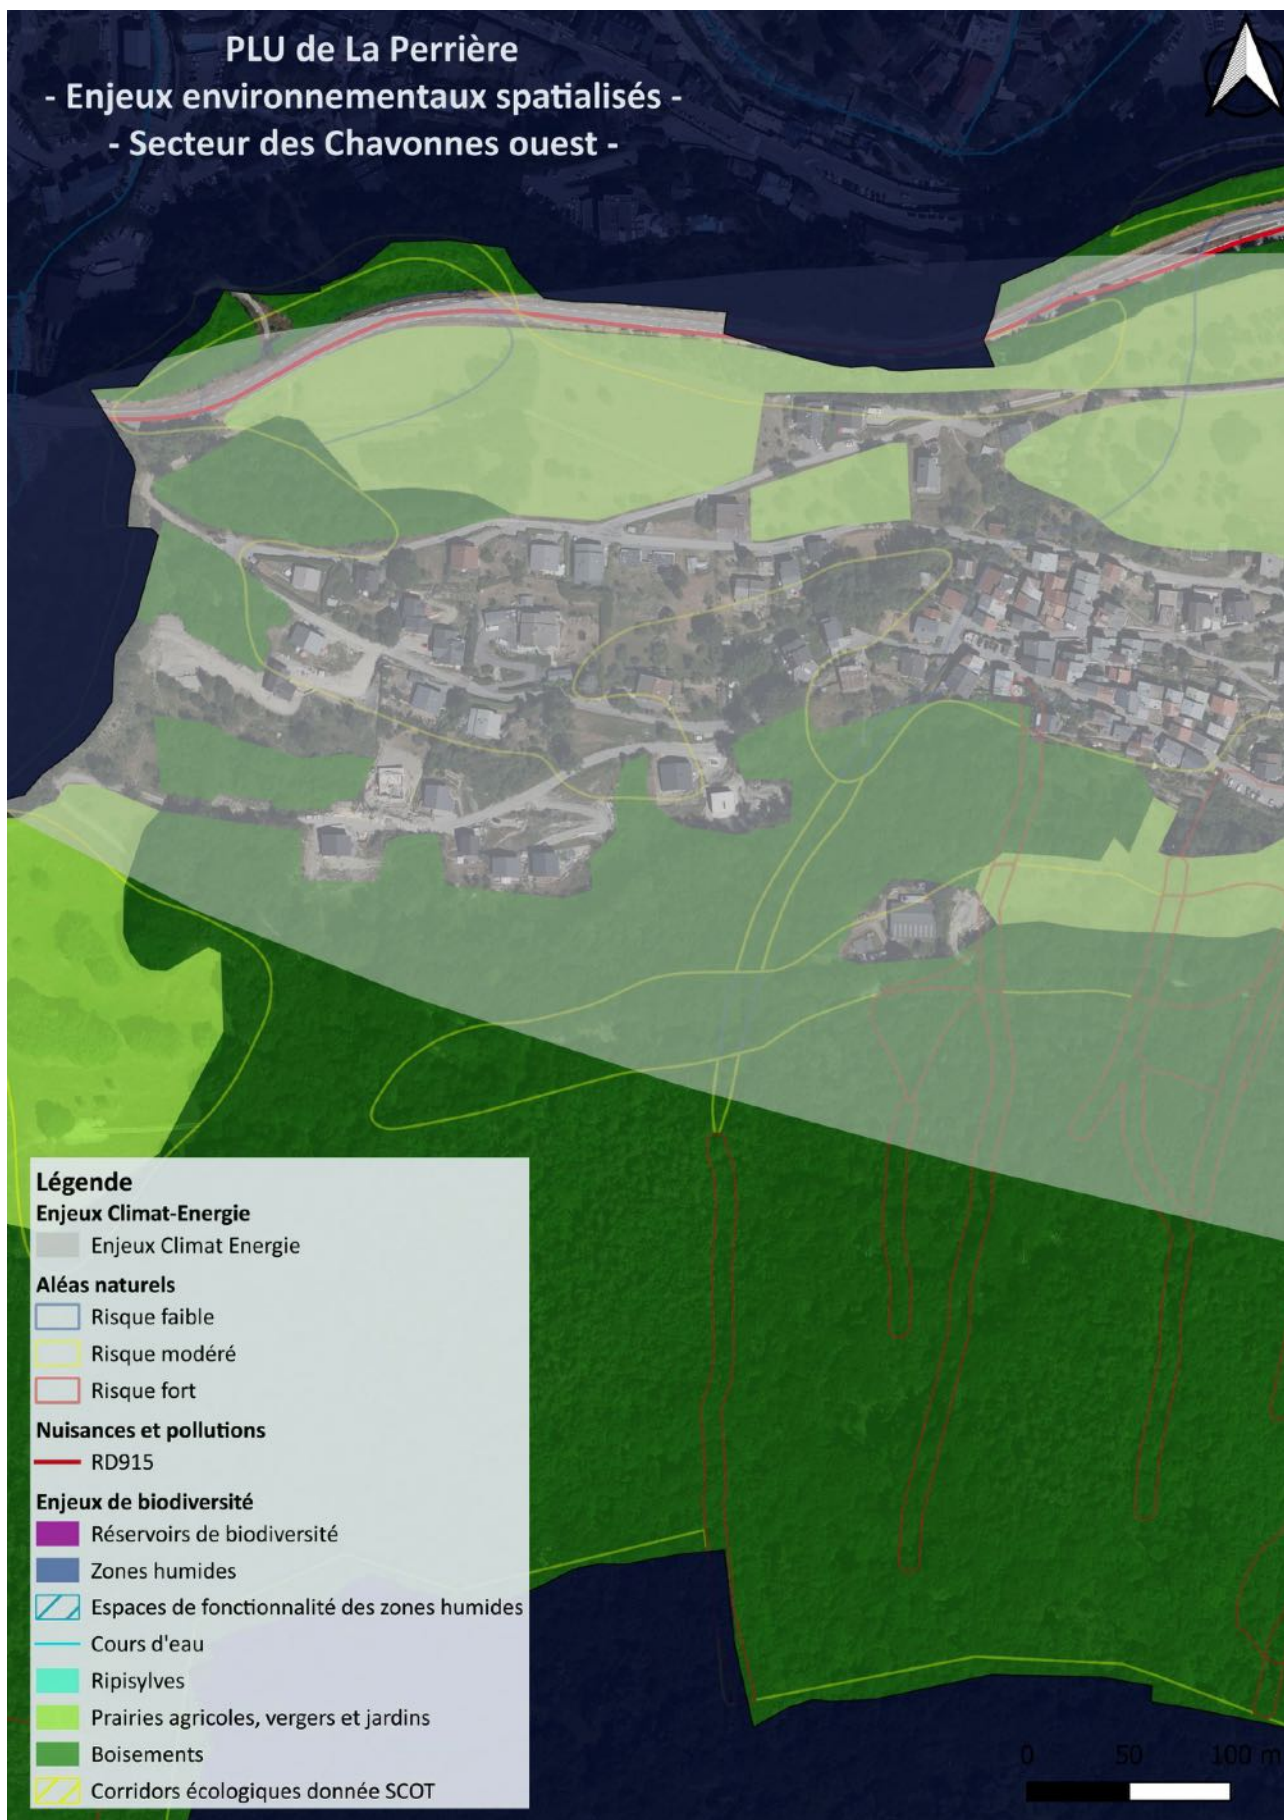 PLU de La Perrière
- Enjeux environnementaux spatialisés -
- Secteur des Chavonnes ouest -
Légende
Enjeux Climat-Energie
Enjeux Climat Energie
Aléas naturels
Risque faible
Risque modéré
Risque fort
Nuisances et pollutions
RD915
Enjeux de biodiversité
Réservoirs de biodiversité
Zones humides
Espaces de fonctionnalité des zones humides
Cours d'eau
Ripisylves
Prairies agricoles, vergers et jardins
Boisements
Corridors écologiques donnée SCOT
0 50 100 m